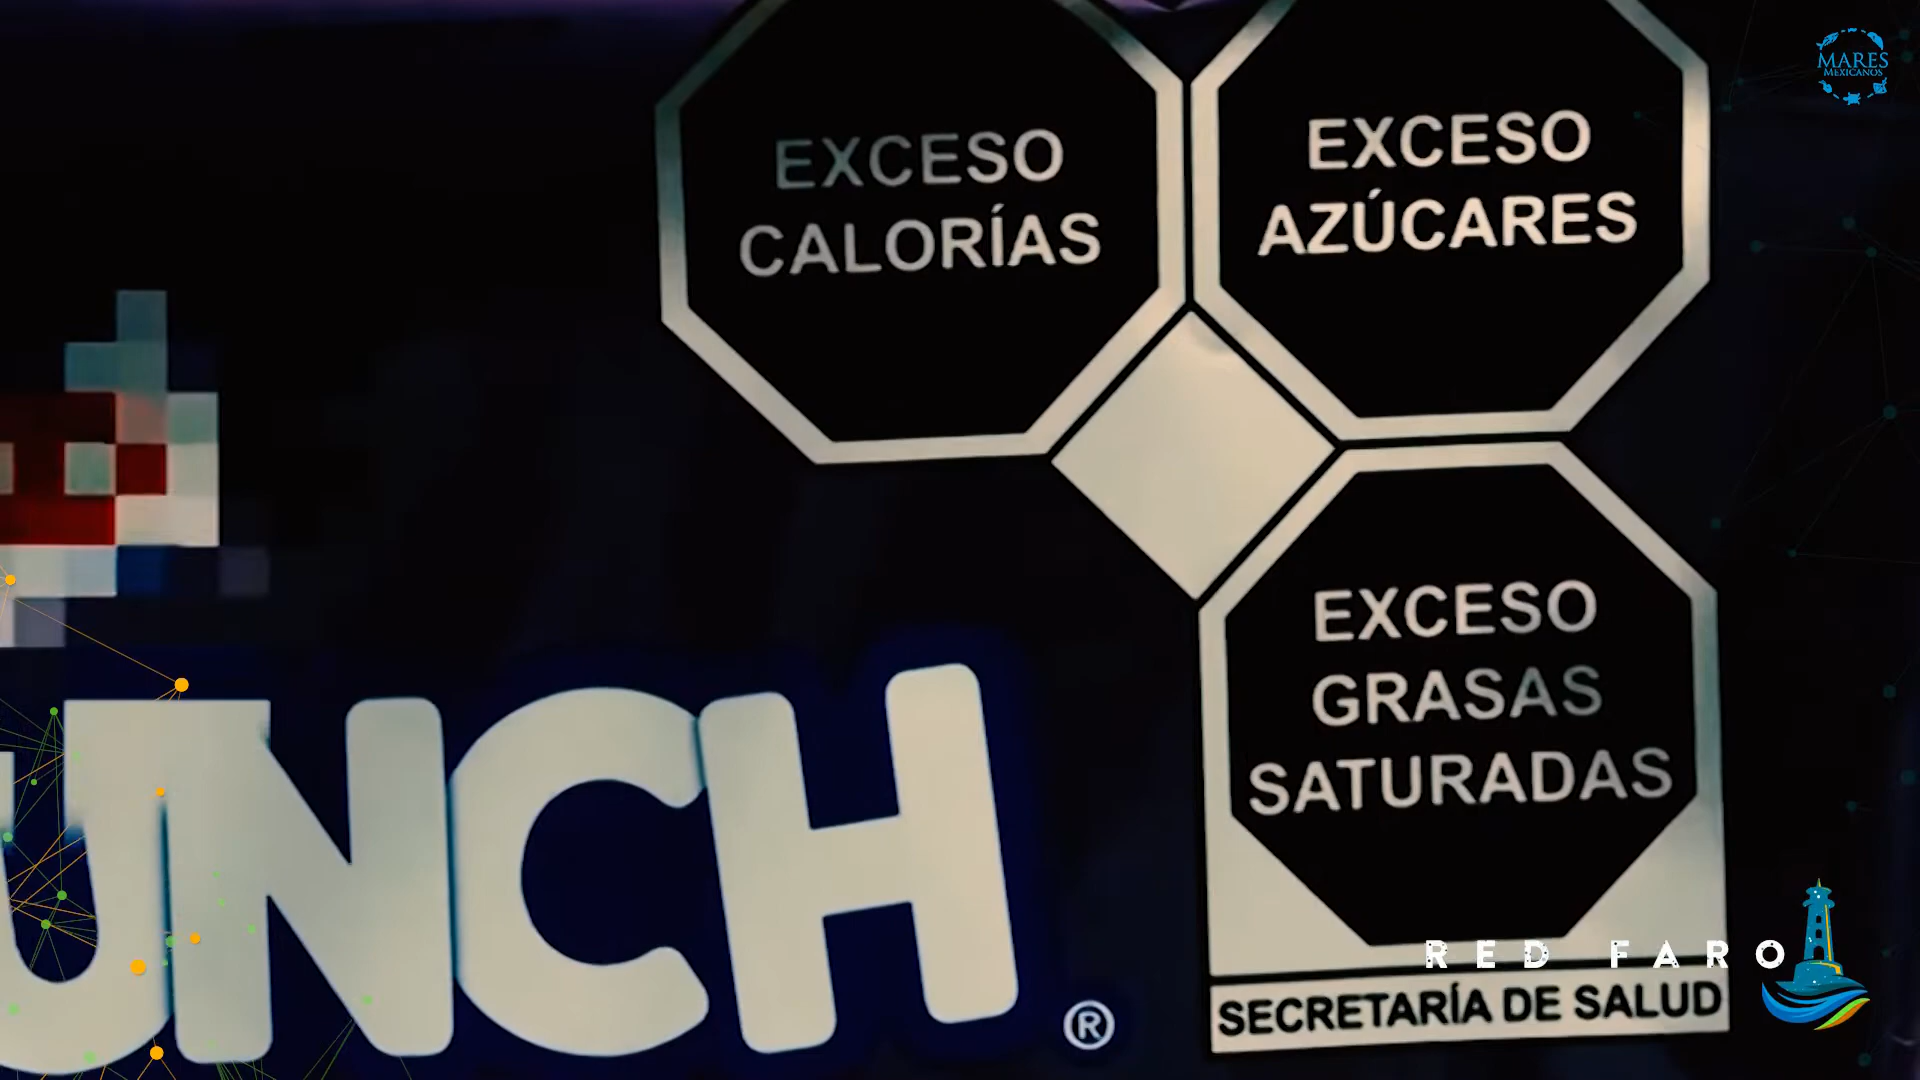 EXCESO
CALORÍAS
EXCESO
AZÚCARES
MARES
MEXICANOS
EXCESO
GRASAS
SATURADAS
UNCH®
RED FARO
SECRETARÍA DE SALUD